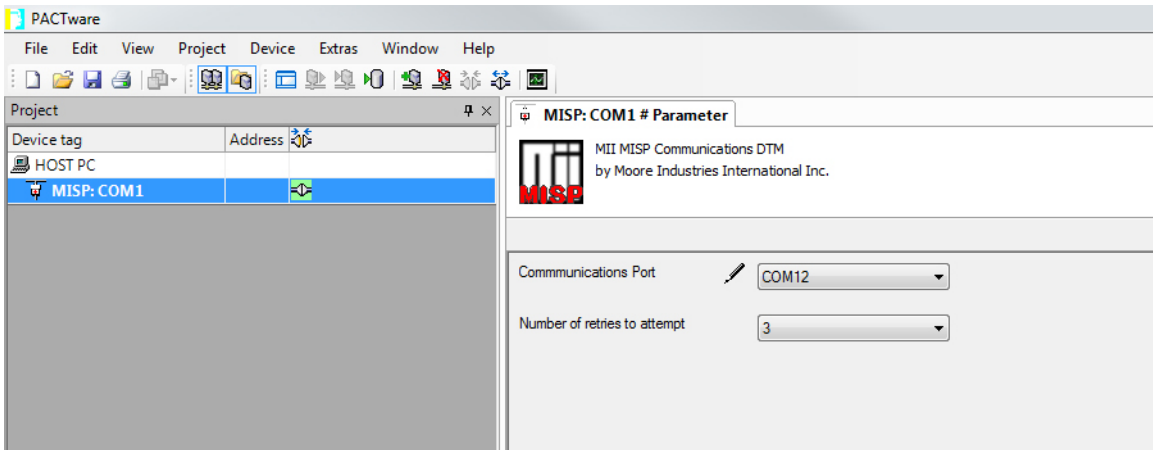 PACTware
File Edit View Project Device Extras Window Help
Project
Device tag Address
HOST PC
MISP: COM1
MISP: COM1 # Parameter
MISP
MII MISP Communications DTM
by Moore Industries International Inc.
Commmunications Port COM12
Number of retries to attempt 3